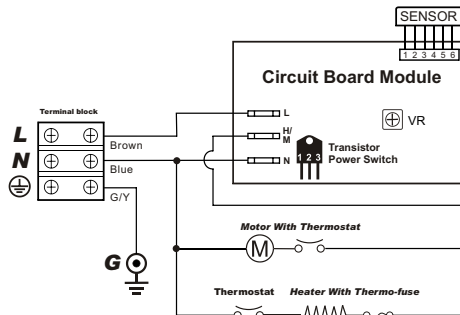 SENSOR
1 2 3 4 5 6
Circuit Board Module
Terminal block
L
Brown
L
VR
H/
M
Transistor
Power Switch
1 2 3
N
Blue
N
G/Y
G
Motor With Thermostat
M
Thermostat
Heater With Thermo-fuse